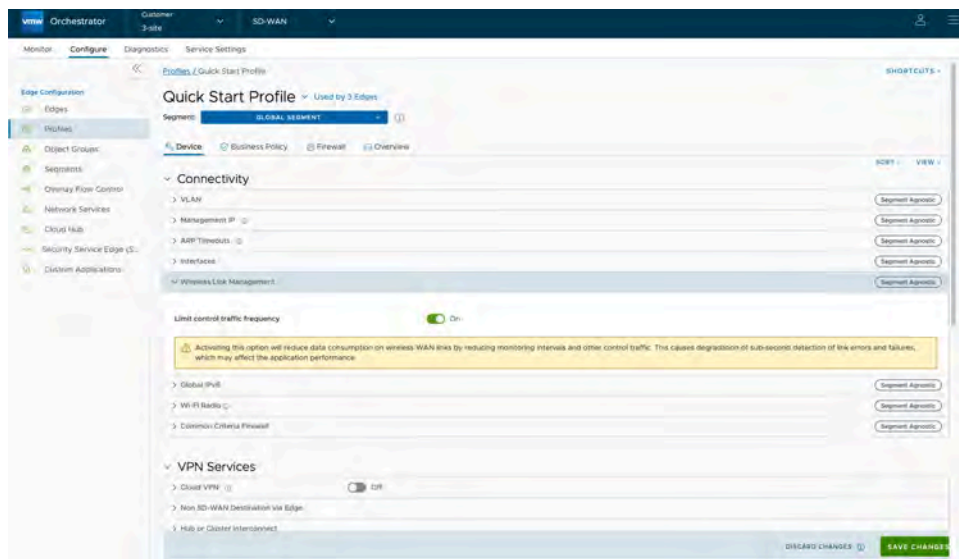 vmw Orchestrator
Customer
3-site
SD-WAN
Monitor Configure Diagnostics Service Settings
Profiles / Quick Start Profile
SHORTCUTS
Edge Configuration
Quick Start Profile Used by 3 Edges
Edges
Segment: GLOBAL SEGMENT
Profiles
Object Groups
Device Business Policy Firewall Overview
Segments
SORT VIEW
Overlay Flow Control
Connectivity
Network Services
VLAN Segment Agnostic
Cloud Hub
Management IP Segment Agnostic
Security Service Edge (S...
ARP Timeouts Segment Agnostic
Custom Applications
Interfaces Segment Agnostic
Wireless Link Management Segment Agnostic
Limit control traffic frequency On
Activating this option will reduce data consumption on wireless WAN links by reducing monitoring intervals and other control traffic. This causes degradation of sub-second detection of link errors and failures,
which may affect the application performance
Global IPv6 Segment Agnostic
Wi-Fi Radio Segment Agnostic
Common Criteria Firewall Segment Agnostic
VPN Services
Cloud VPN Off
Non SD-WAN Destination via Edge
Hub or Cluster Interconnect
DISCARD CHANGES SAVE CHANGES